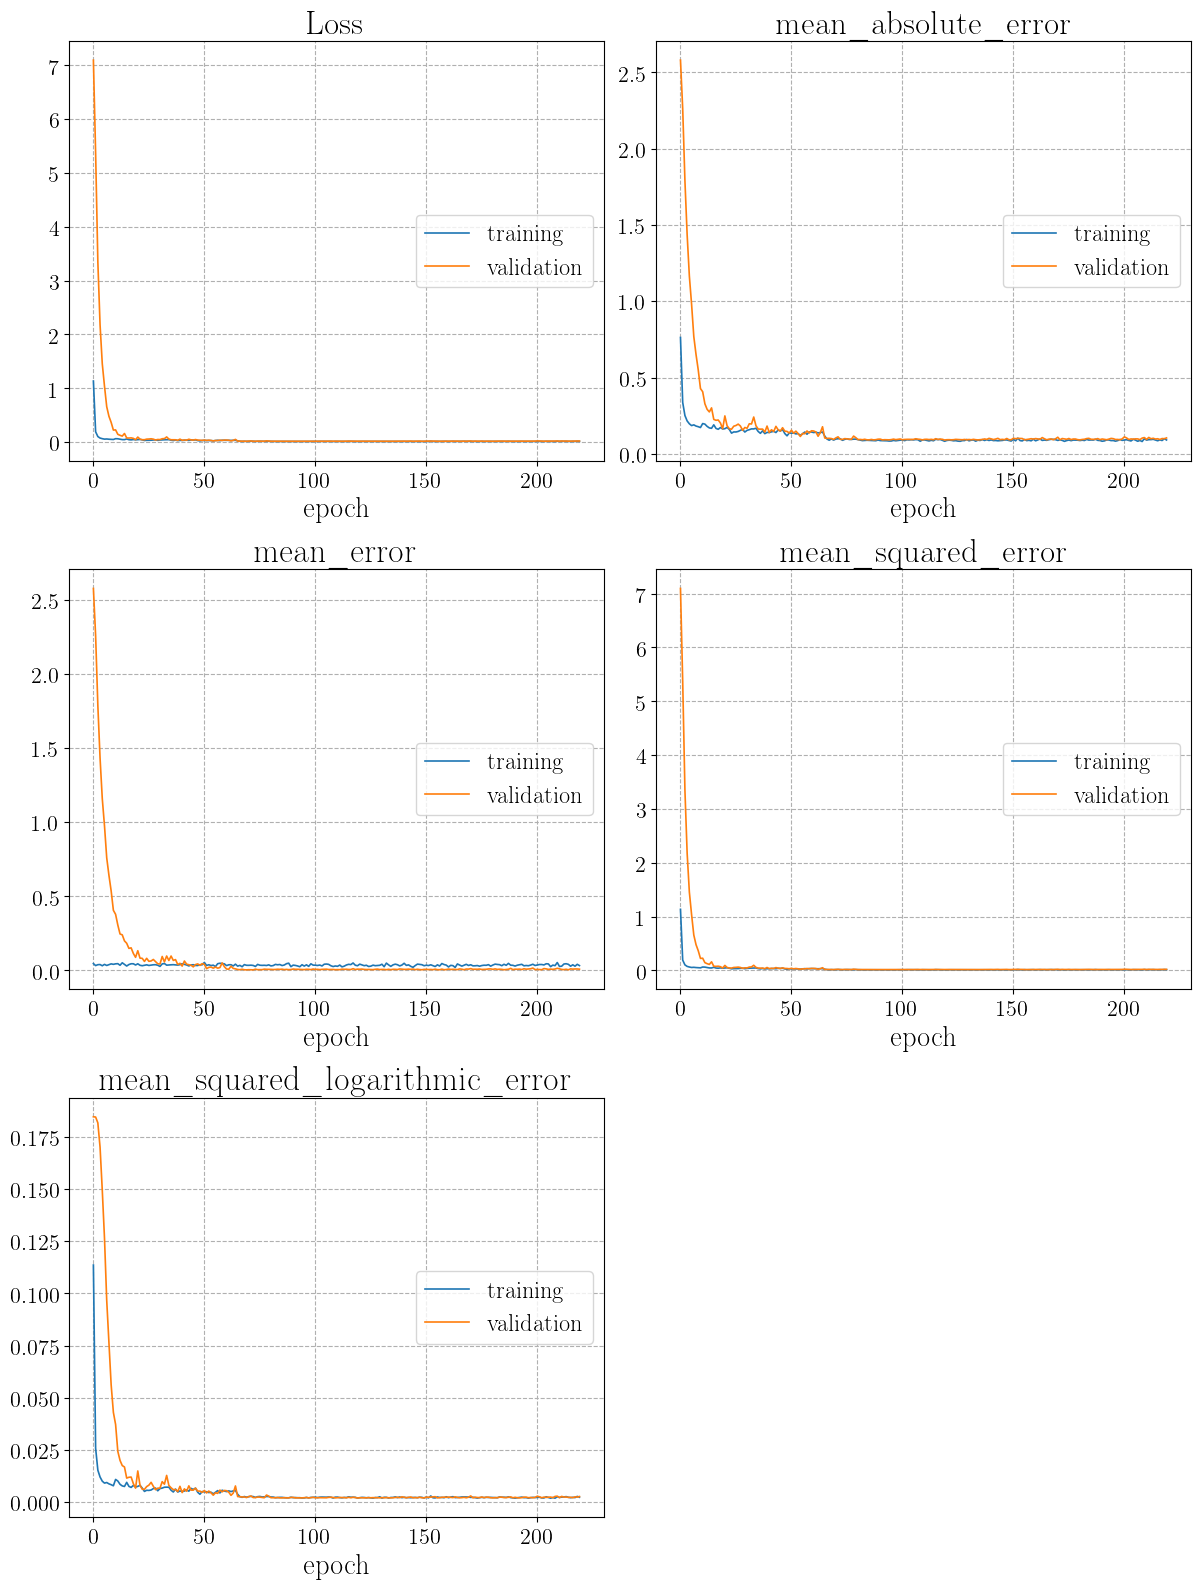 Loss
7
6
5
4
3
2
1
0
training
validation
0 50 100 150 200
epoch
mean_absolute_error
2.5
2.0
1.5
1.0
0.5
0.0
training
validation
0 50 100 150 200
epoch
mean_error
2.5
2.0
1.5
1.0
0.5
0.0
training
validation
0 50 100 150 200
epoch
mean_squared_error
7
6
5
4
3
2
1
0
training
validation
0 50 100 150 200
epoch
mean_squared_logarithmic_error
0.175
0.150
0.125
0.100
0.075
0.050
0.025
0.000
training
validation
0 50 100 150 200
epoch